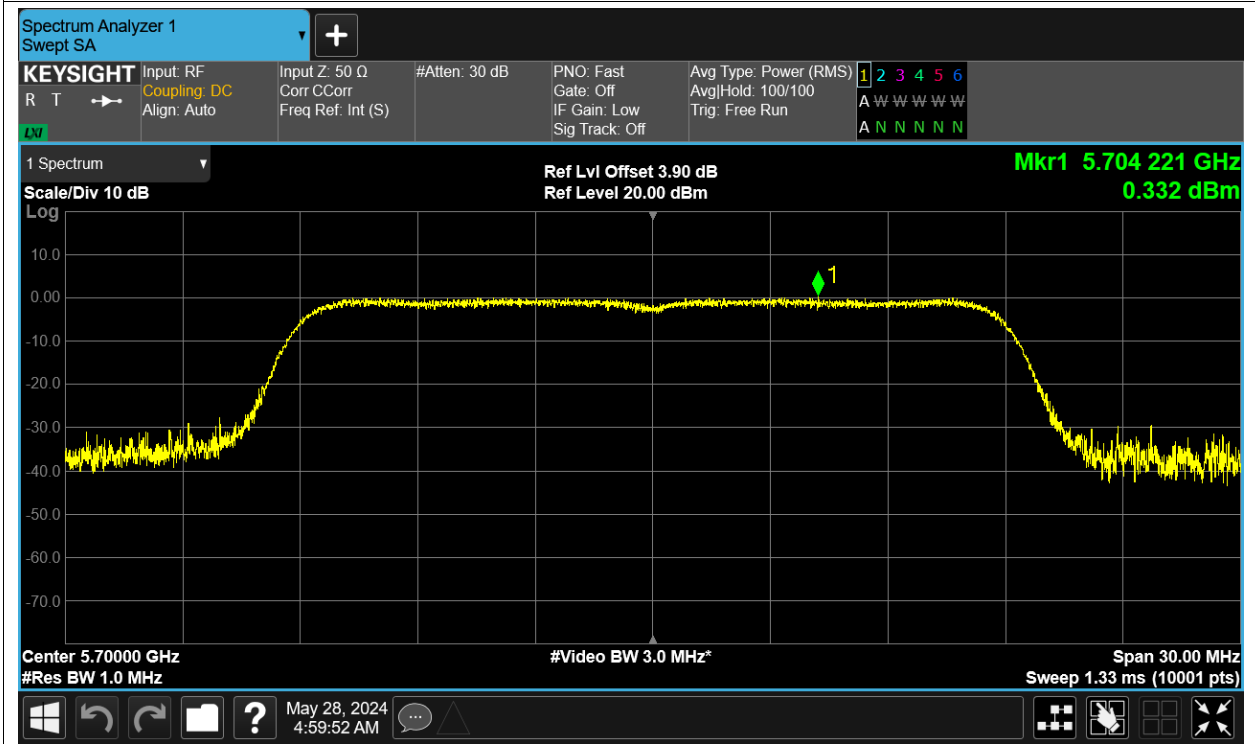 Spectrum Analyzer 1
Swept SA
KEYSIGHT
R T
LXI
Input: RF
Coupling: DC
Align: Auto
Input Z: 50 Ω
Corr CCorr
Freq Ref: Int (S)
#Atten: 30 dB
PNO: Fast
Gate: Off
IF Gain: Low
Sig Track: Off
Avg Type: Power (RMS)
Avg|Hold: 100/100
Trig: Free Run
1 2 3 4 5 6
A W W W W W
A N N N N N
1 Spectrum
Scale/Div 10 dB
Log
Ref Lvl Offset 3.90 dB
Ref Level 20.00 dBm
Mkr1 5.704 221 GHz
0.332 dBm
10.0
0.00
-10.0
-20.0
-30.0
-40.0
-50.0
-60.0
-70.0
1
Center 5.70000 GHz
#Res BW 1.0 MHz
#Video BW 3.0 MHz*
Span 30.00 MHz
Sweep 1.33 ms (10001 pts)
?
May 28, 2024
4:59:52 AM